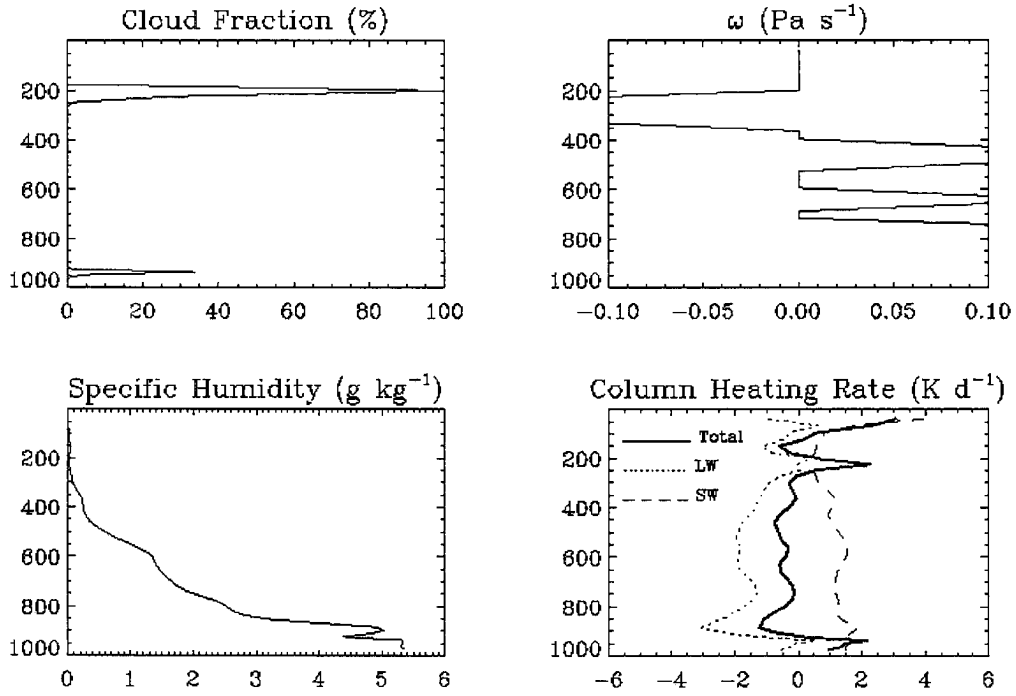 Cloud Fraction (%)
200
400
600
800
1000
0 20 40 60 80 100
ω (Pa s⁻¹)
200
400
600
800
1000
−0.10 −0.05 0.00 0.05 0.10
Specific Humidity (g kg⁻¹)
200
400
600
800
1000
0 1 2 3 4 5 6
Column Heating Rate (K d⁻¹)
Total
LW
SW
200
400
600
800
1000
−6 −4 −2 0 2 4 6